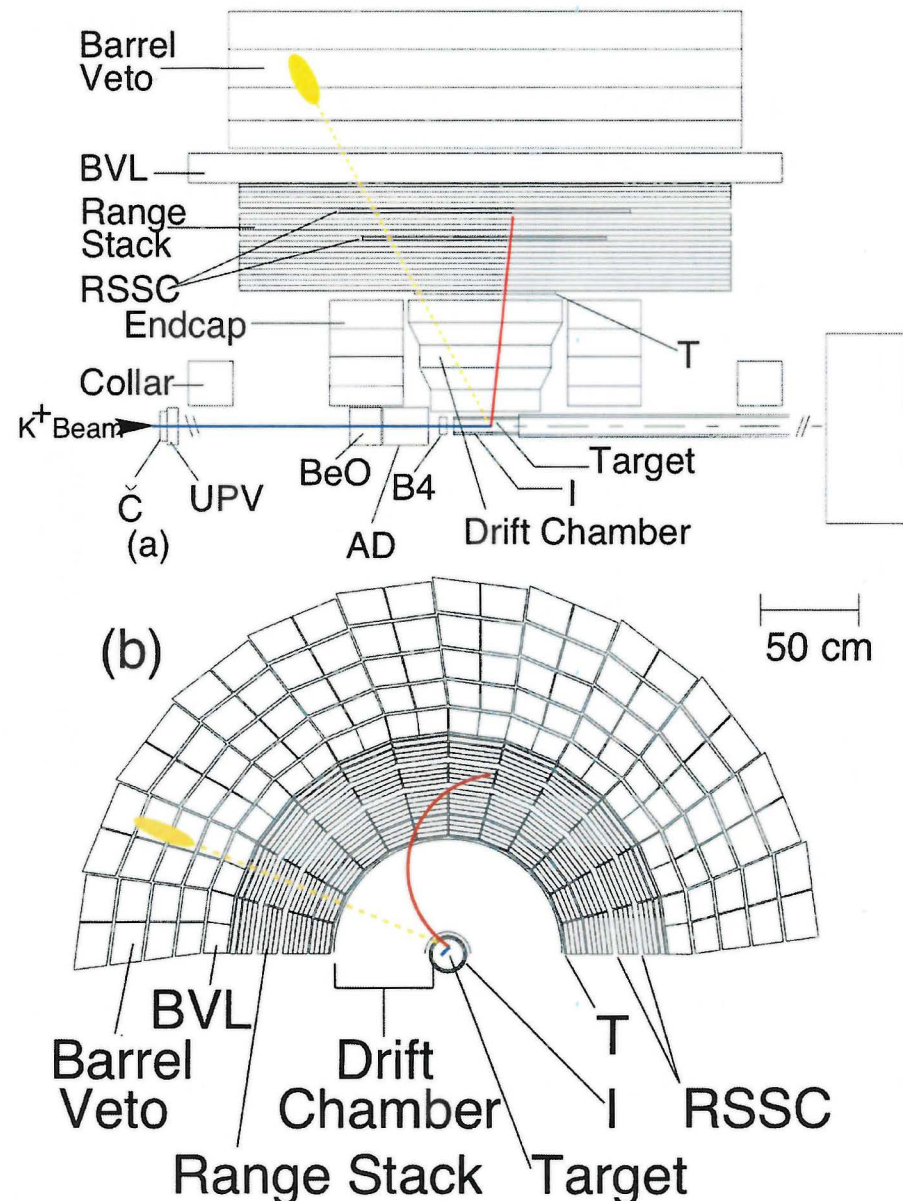 Barrel
Veto
BVL
Range
Stack
RSSC
Endcap
T
Collar
K+ Beam
Target
BeO
B4
I
UPV
Č
Drift Chamber
(a)
AD
(b)
50 cm
BVL
T
Barrel
Veto
Drift
Chamber
I
RSSC
Range Stack
Target